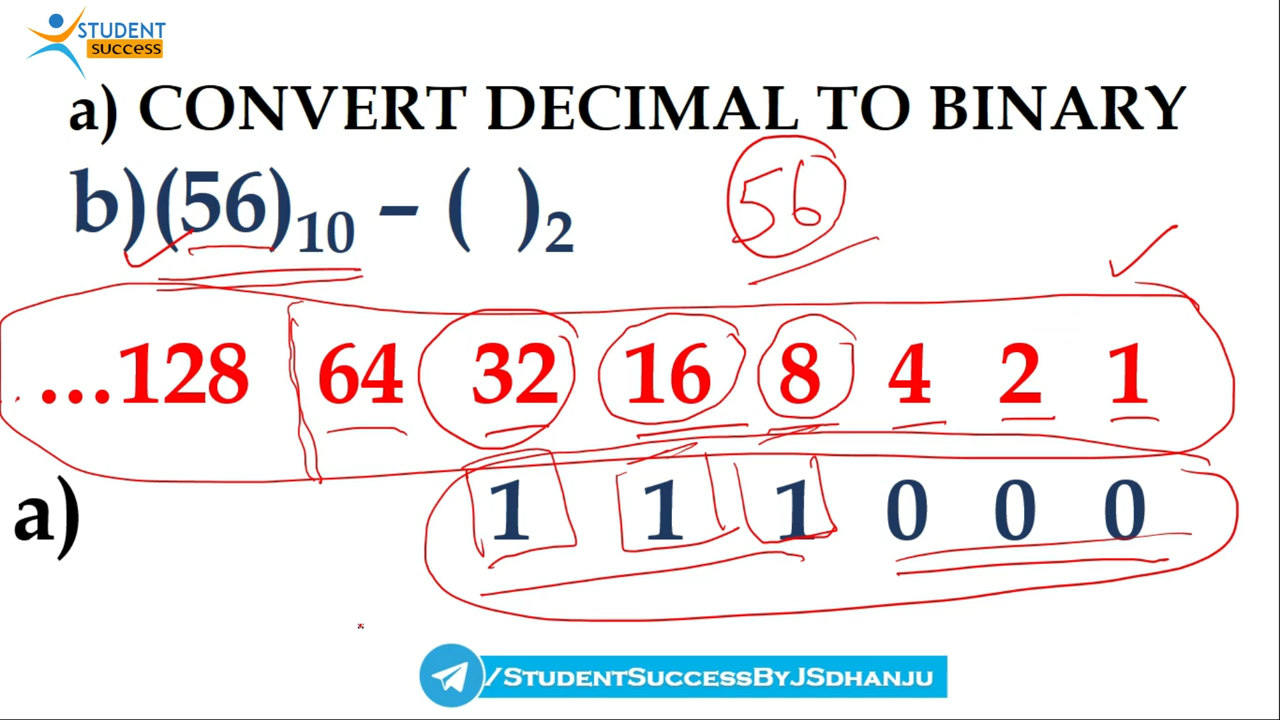 STUDENT
success
a) CONVERT DECIMAL TO BINARY
b)(56)₁₀ – ( )₂ 56
...128 64 32 16 8 4 2 1
a) 1 1 1 0 0 0
/StudentSuccessByJSdhanju